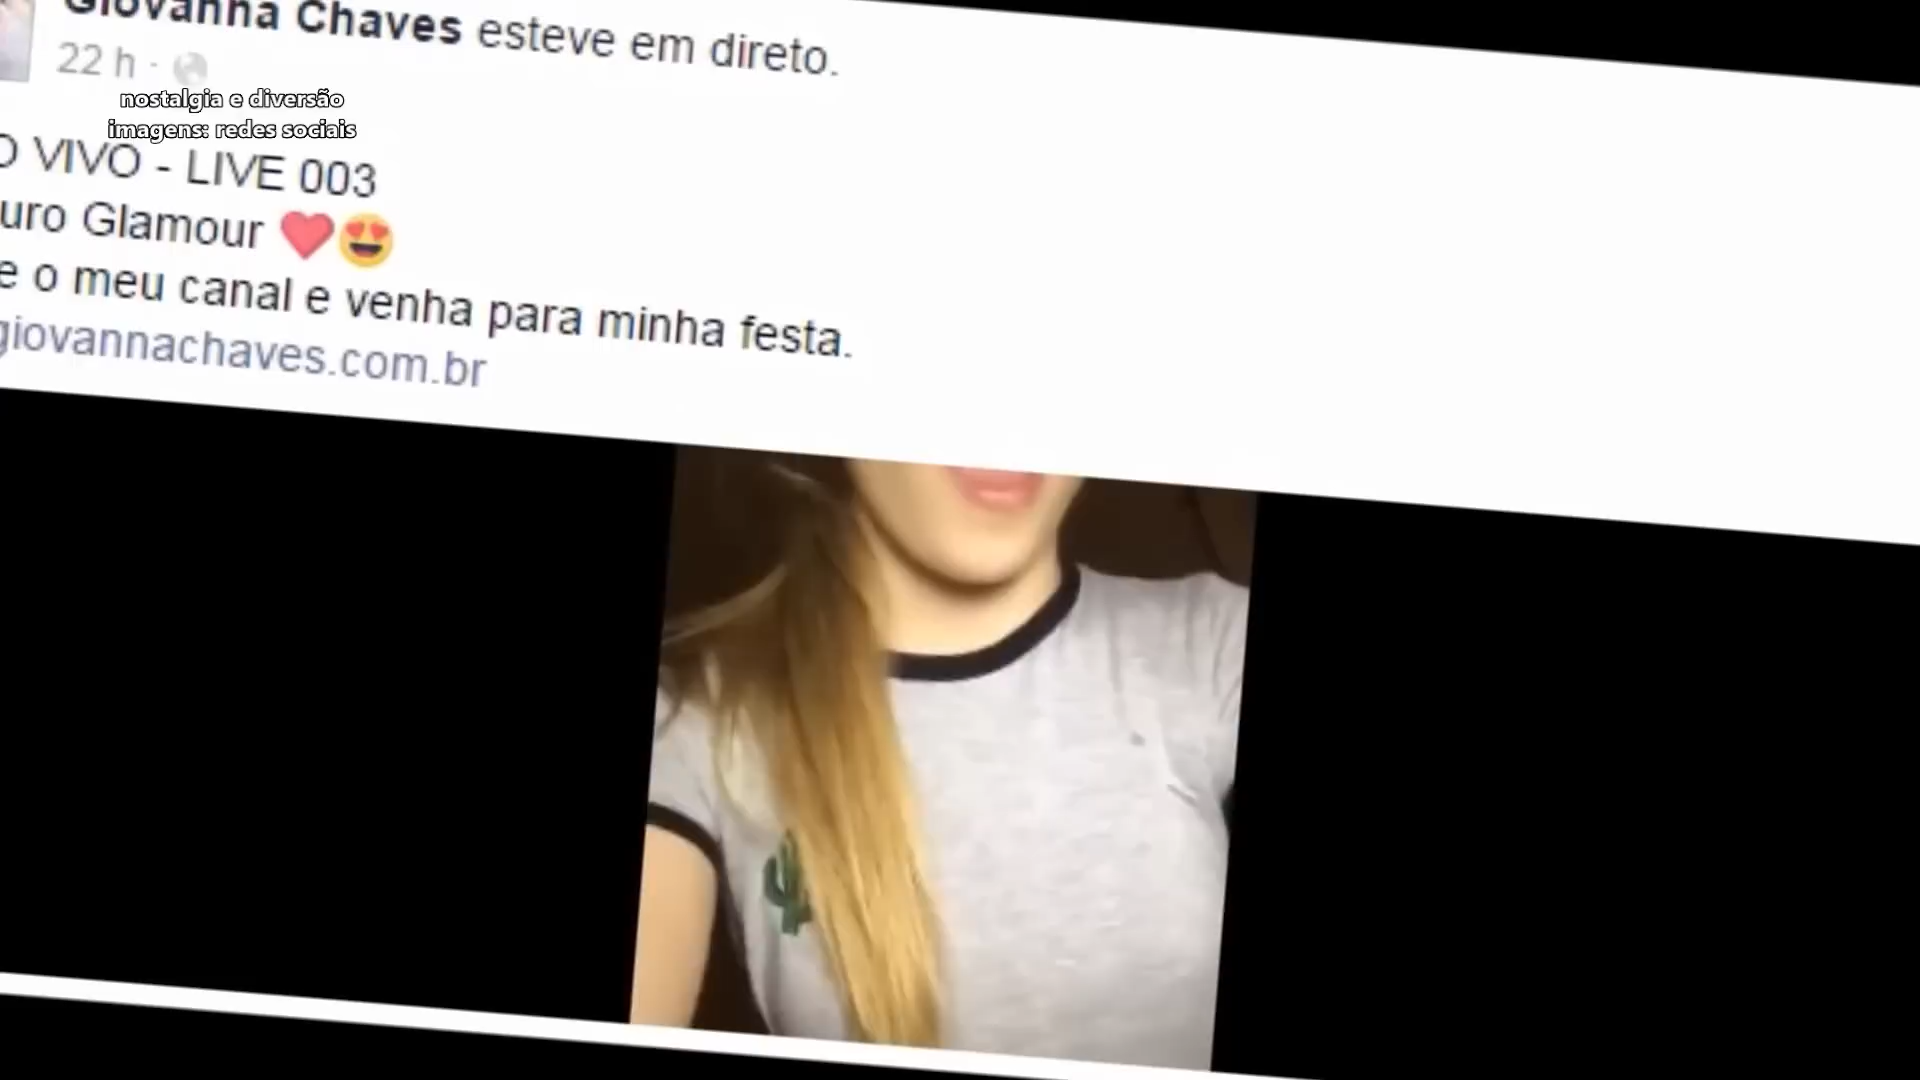 Giovanna Chaves esteve em direto.
22 h ·
nostalgia e diversão
imagens: redes sociais
O VIVO - LIVE 003
uro Glamour ❤️😍
e o meu canal e venha para minha festa.
giovannachaves.com.br